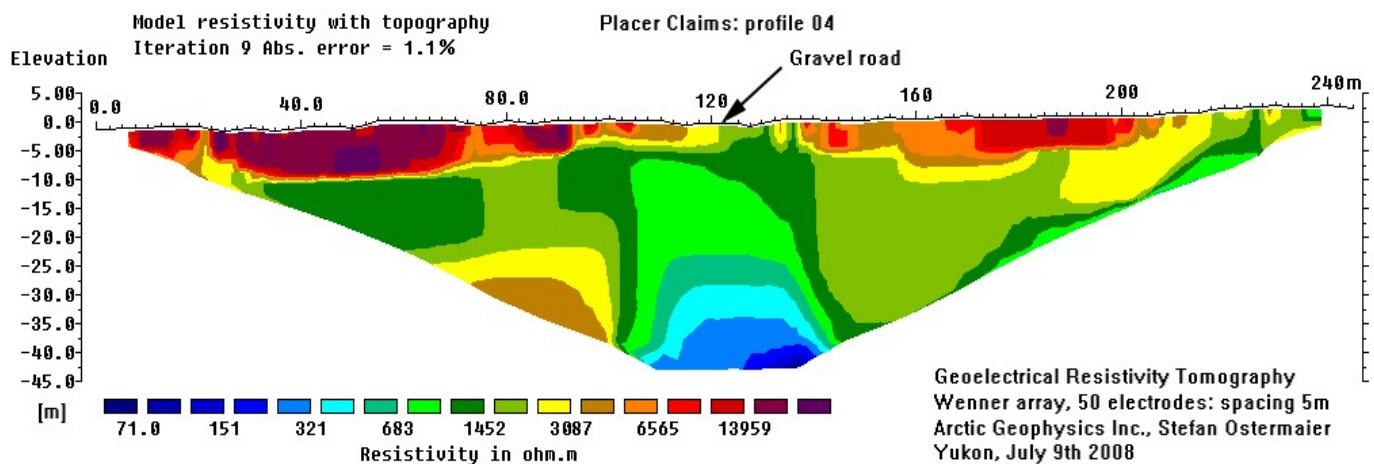 Model resistivity with topography
Iteration 9 Abs. error = 1.1%
Placer Claims: profile 04
Elevation
Gravel road
5.00
0.0
-5.00
-10.0
-15.0
-20.0
-25.0
-30.0
-35.0
-40.0
-45.0
0.0 40.0 80.0 120 160 200 240m
[m]
71.0 151 321 683 1452 3087 6565 13959
Resistivity in ohm.m
Geoelectrical Resistivity Tomography
Wenner array, 50 electrodes: spacing 5m
Arctic Geophysics Inc., Stefan Ostermaier
Yukon, July 9th 2008